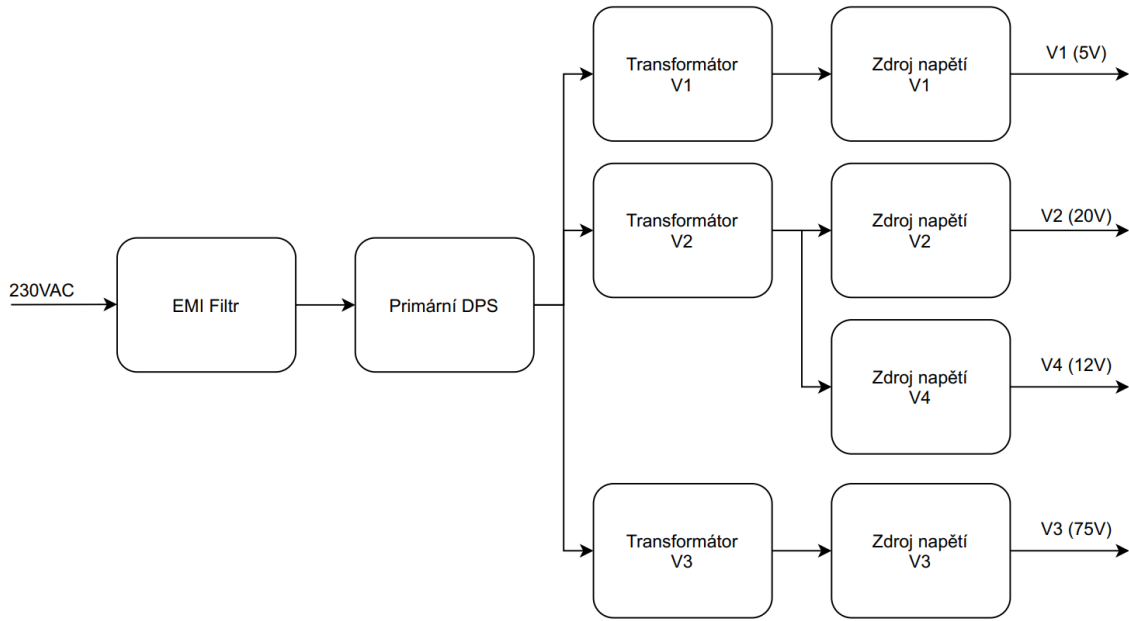 230VAC
EMI Filtr
Primární DPS
Transformátor
V1
Zdroj napětí
V1
V1 (5V)
Transformátor
V2
Zdroj napětí
V2
V2 (20V)
Zdroj napětí
V4
V4 (12V)
Transformátor
V3
Zdroj napětí
V3
V3 (75V)